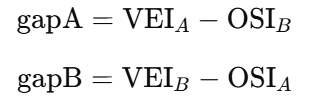 gapA = VEI_A − OSI_B
gapB = VEI_B − OSI_A